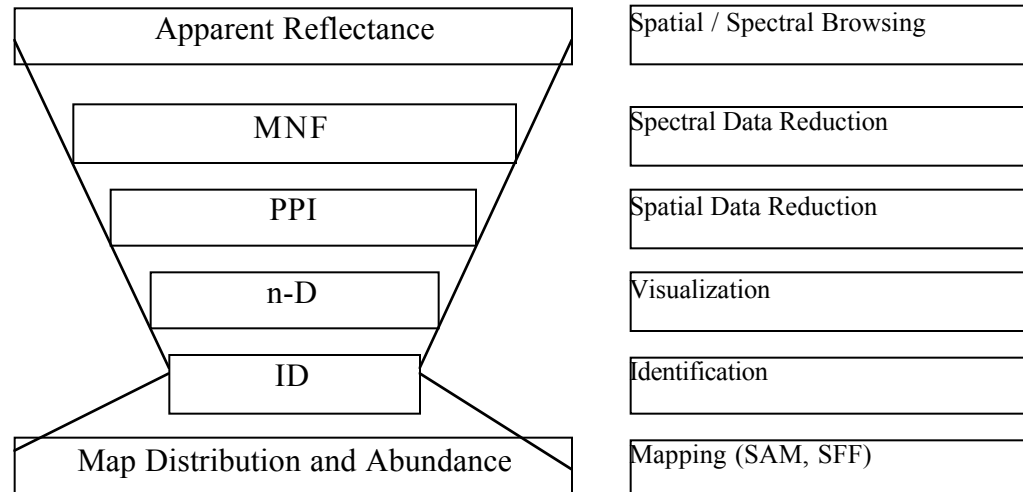 Apparent Reflectance
Spatial / Spectral Browsing
MNF
Spectral Data Reduction
PPI
Spatial Data Reduction
n-D
Visualization
ID
Identification
Map Distribution and Abundance
Mapping (SAM, SFF)